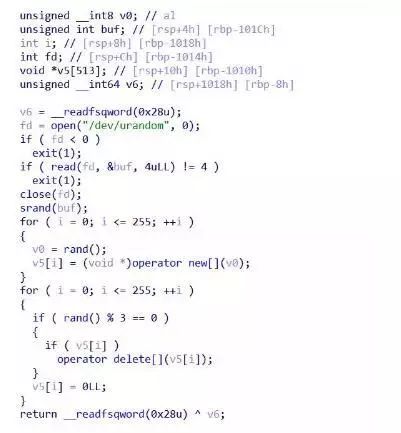 unsigned __int8 v0; // al
unsigned int buf; // [rsp+4h] [rbp-101Ch]
int i; // [rsp+8h] [rbp-1018h]
int fd; // [rsp+Ch] [rbp-1014h]
void *v5[513]; // [rsp+10h] [rbp-1010h]
unsigned __int64 v6; // [rsp+1018h] [rbp-8h]
v6 = __readfsqword(0x28u);
fd = open("/dev/urandom", 0);
if ( fd < 0 )
exit(1);
if ( read(fd, &buf, 4uLL) != 4 )
exit(1);
close(fd);
srand(buf);
for ( i = 0; i <= 255; ++i )
{
v0 = rand();
v5[i] = (void *)operator new[](v0);
}
for ( i = 0; i <= 255; ++i )
{
if ( rand() % 3 == 0 )
{
if ( v5[i] )
operator delete[](v5[i]);
}
v5[i] = 0LL;
}
return __readfsqword(0x28u) ^ v6;